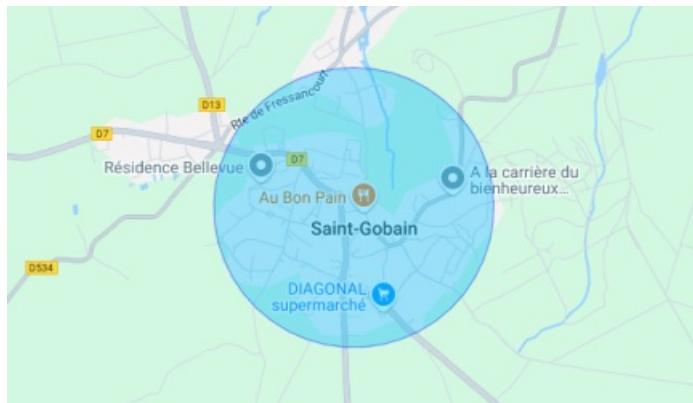 D13
Rte de Fressancourt
D7
D7
Résidence Bellevue
A la carrière du
bienheureux...
Au Bon Pain
Saint-Gobain
D534
DIAGONAL
supermarché